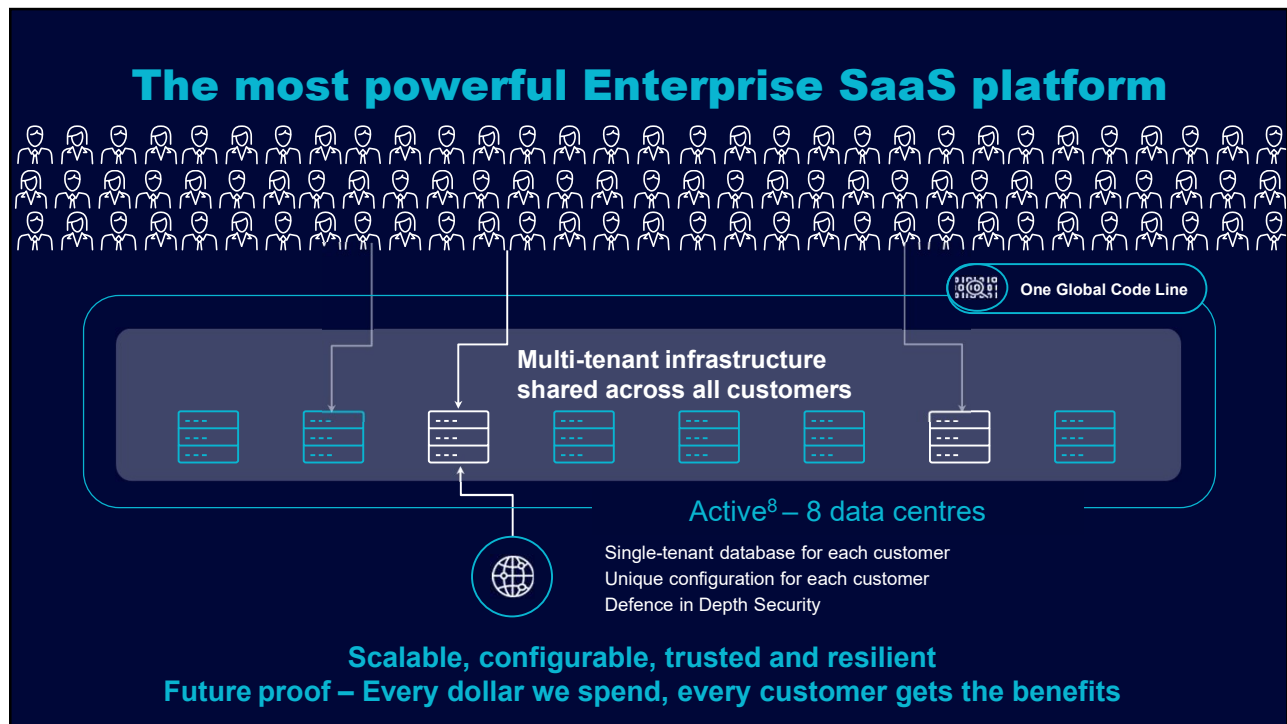 The most powerful Enterprise SaaS platform
One Global Code Line
Multi-tenant infrastructure
shared across all customers
Active⁸ – 8 data centres
Single-tenant database for each customer
Unique configuration for each customer
Defence in Depth Security
Scalable, configurable, trusted and resilient
Future proof – Every dollar we spend, every customer gets the benefits